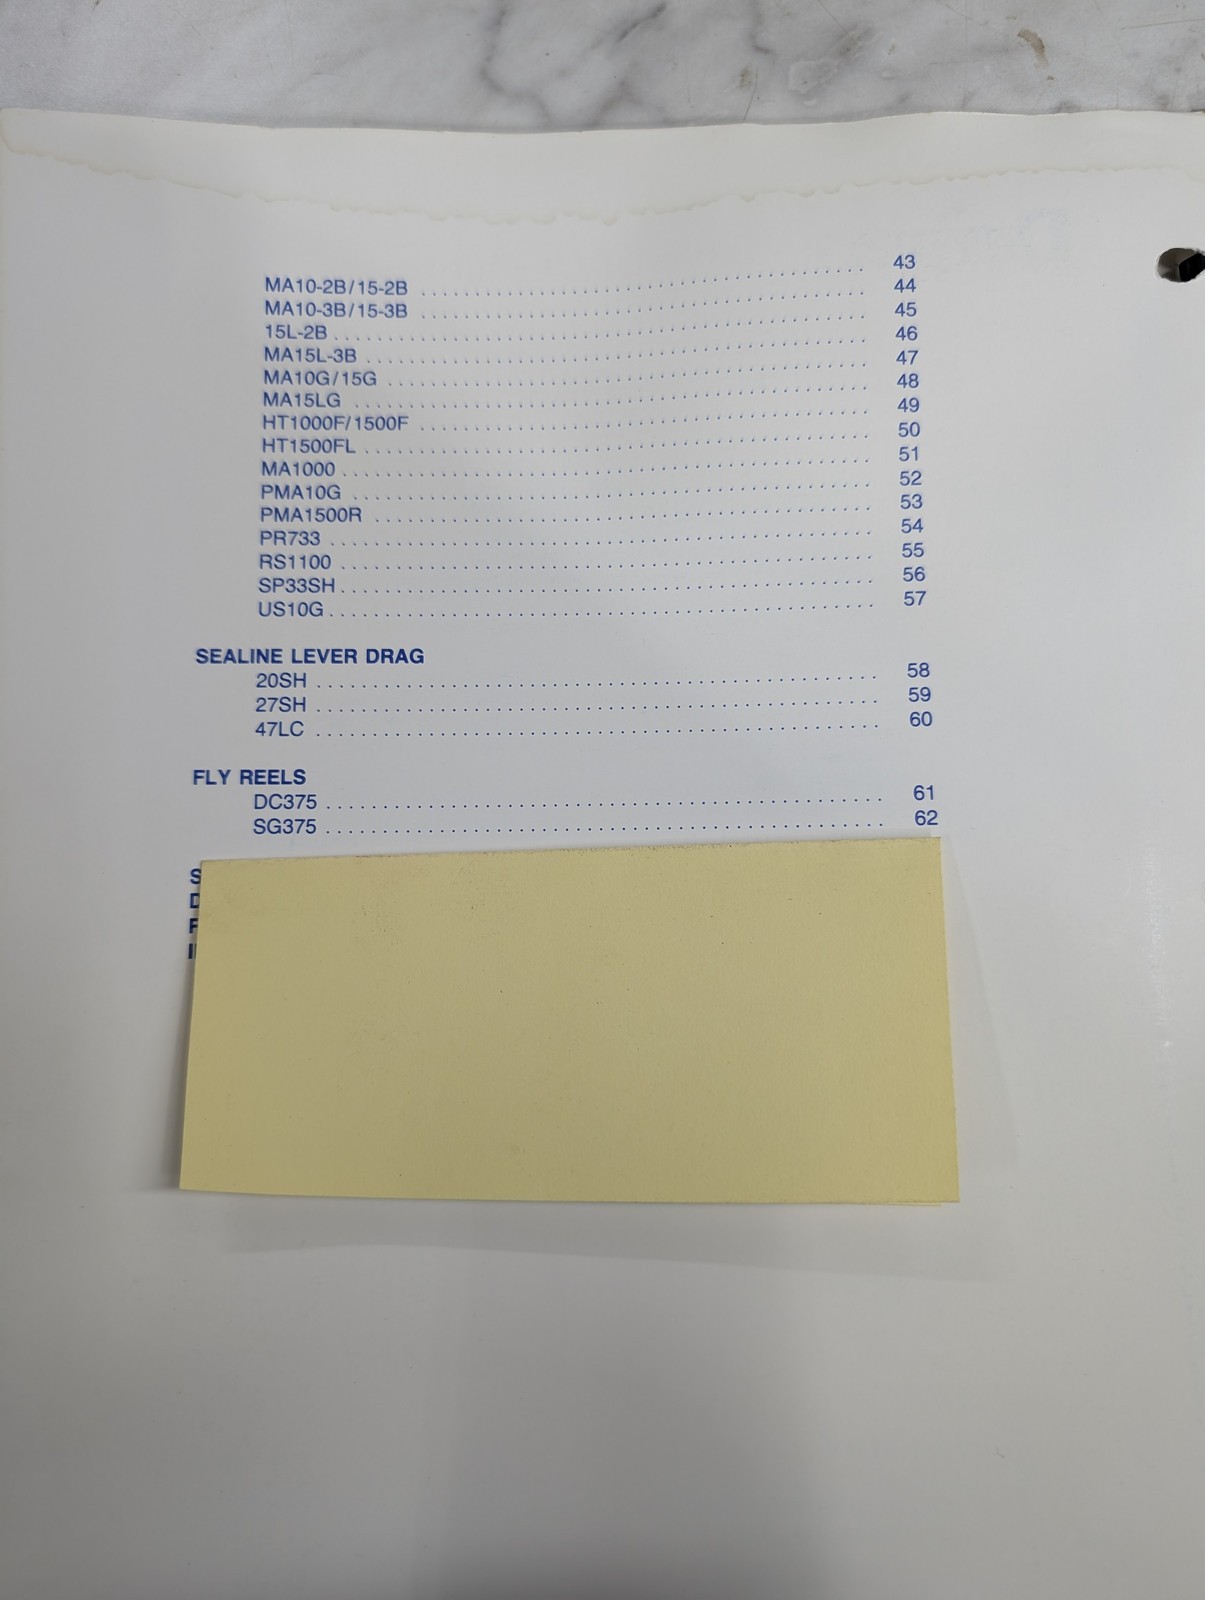 MA10-2B/15-2B ........................................ 43
MA10-3B/15-3B ........................................ 44
15L-2B ........................................ 45
MA15L-3B ........................................ 46
MA10G/15G ........................................ 47
MA15LG ........................................ 48
HT1000F/1500F ........................................ 49
HT1500FL ........................................ 50
MA1000 ........................................ 51
PMA10G ........................................ 52
PMA1500R ........................................ 53
PR733 ........................................ 54
RS1100 ........................................ 55
SP33SH ........................................ 56
US10G ........................................ 57
SEALINE LEVER DRAG
20SH ........................................ 58
27SH ........................................ 59
47LC ........................................ 60
FLY REELS
DC375 ........................................ 61
SG375 ........................................ 62